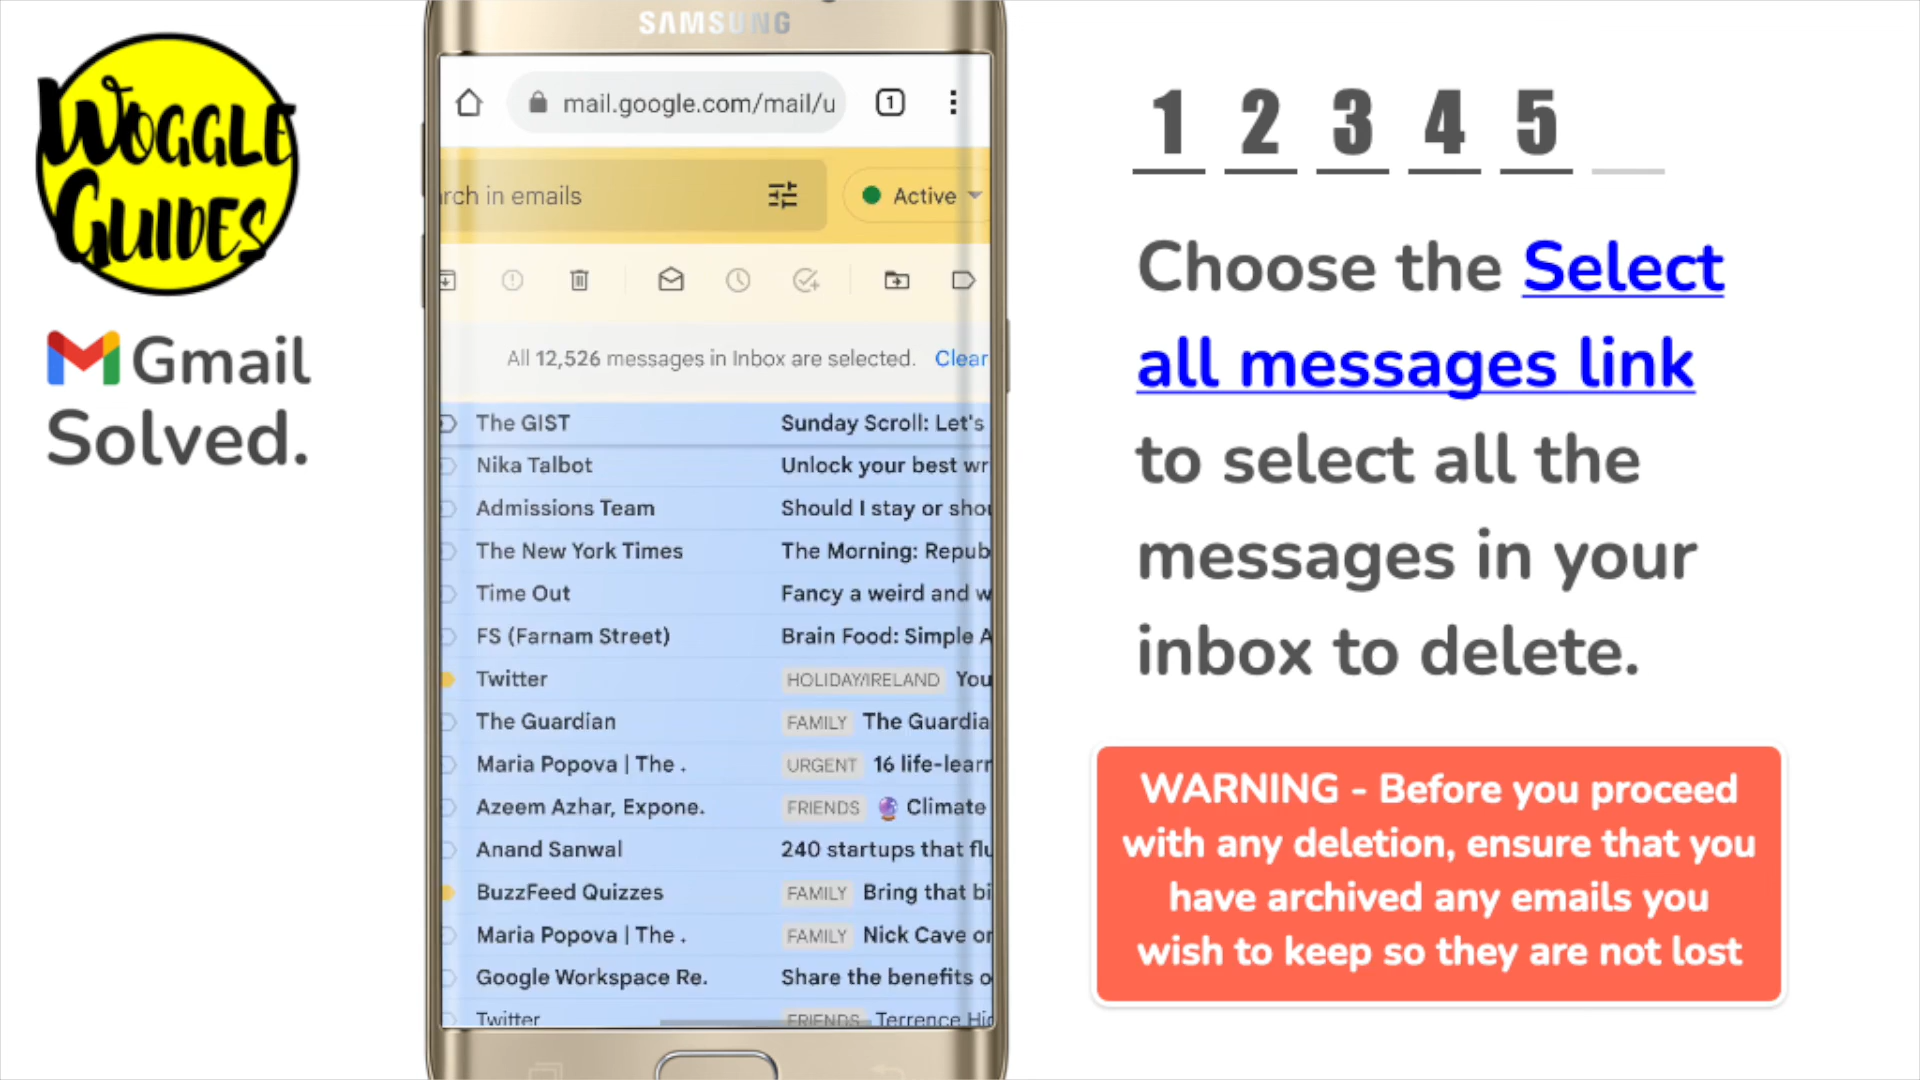 WOGGLE
GUIDES
Gmail
Solved.
SAMSUNG
mail.google.com/mail/u
1
rch in emails
Active
All 12,526 messages in Inbox are selected. Clear
The GIST Sunday Scroll: Let's
Nika Talbot Unlock your best wr
Admissions Team Should I stay or shou
The New York Times The Morning: Repub
Time Out Fancy a weird and w
FS (Farnam Street) Brain Food: Simple A
Twitter HOLIDAY/IRELAND You
The Guardian FAMILY The Guardia
Maria Popova | The . URGENT 16 life-learn
Azeem Azhar, Expone. FRIENDS Climate
Anand Sanwal 240 startups that flu
BuzzFeed Quizzes FAMILY Bring that bi
Maria Popova | The . FAMILY Nick Cave on
Google Workspace Re. Share the benefits o
Twitter FRIENDS Terrence Hig
1 2 3 4 5
Choose the Select
all messages link
to select all the
messages in your
inbox to delete.
WARNING - Before you proceed
with any deletion, ensure that you
have archived any emails you
wish to keep so they are not lost